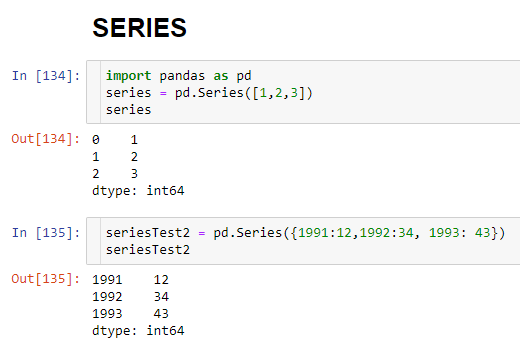 SERIES
In [134]: import pandas as pd
series = pd.Series([1,2,3])
series
Out[134]: 0 1
1 2
2 3
dtype: int64
In [135]: seriesTest2 = pd.Series({1991:12,1992:34, 1993: 43})
seriesTest2
Out[135]: 1991 12
1992 34
1993 43
dtype: int64